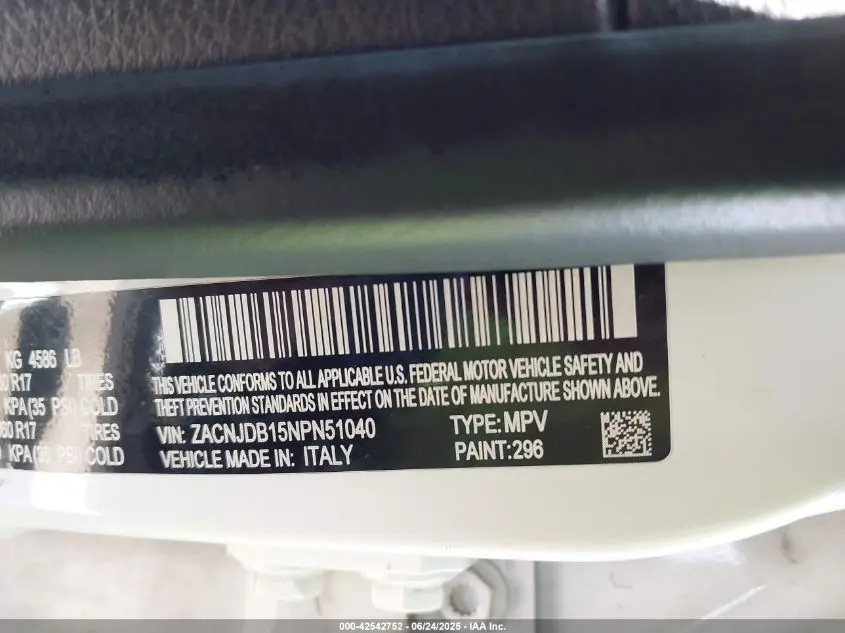 KG 4586 LB
R17 TIRES
KPA(35 PSI) COLD
60 R17 TIRES
KPA(35 PSI) COLD
THIS VEHICLE CONFORMS TO ALL APPLICABLE U.S. FEDERAL MOTOR VEHICLE SAFETY AND
THEFT PREVENTION STANDARDS IN EFFECT ON THE DATE OF MANUFACTURE SHOWN ABOVE.
VIN: ZACNJDB15NPN51040 TYPE: MPV
VEHICLE MADE IN: ITALY PAINT:296
000-42542752 - 06/24/2025 - IAA Inc.